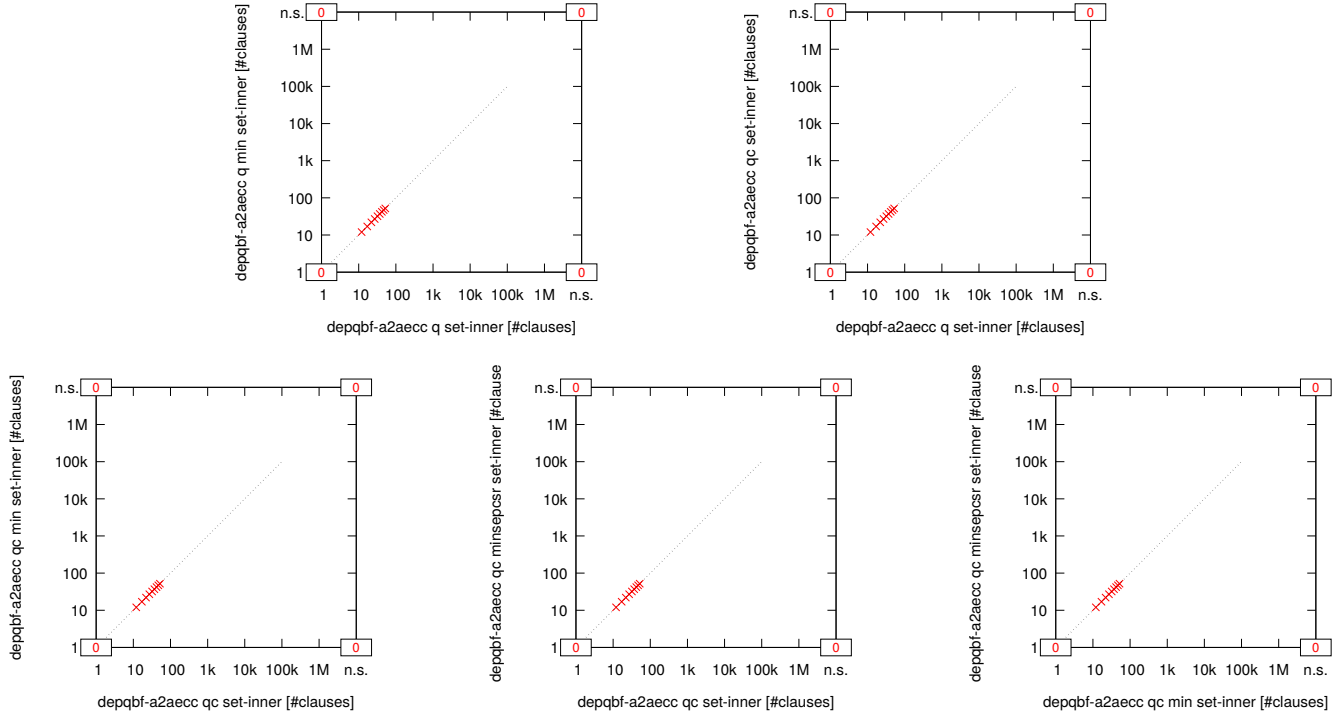 depqbf-a2aecc q min set-inner [#clauses]
n.s.
1M
100k
10k
1k
100
10
1
0
0
0
0
1 10 100 1k 10k 100k 1M n.s.
depqbf-a2aecc q set-inner [#clauses]
depqbf-a2aecc qc set-inner [#clauses]
n.s.
1M
100k
10k
1k
100
10
1
0
0
0
0
1 10 100 1k 10k 100k 1M n.s.
depqbf-a2aecc q set-inner [#clauses]
depqbf-a2aecc qc min set-inner [#clauses]
n.s.
1M
100k
10k
1k
100
10
1
0
0
0
0
1 10 100 1k 10k 100k 1M n.s.
depqbf-a2aecc qc set-inner [#clauses]
depqbf-a2aecc qc minsepcsr set-inner [#clause
n.s.
1M
100k
10k
1k
100
10
1
0
0
0
0
1 10 100 1k 10k 100k 1M n.s.
depqbf-a2aecc qc set-inner [#clauses]
depqbf-a2aecc qc minsepcsr set-inner [#clause
n.s.
1M
100k
10k
1k
100
10
1
0
0
0
0
1 10 100 1k 10k 100k 1M n.s.
depqbf-a2aecc qc min set-inner [#clauses]